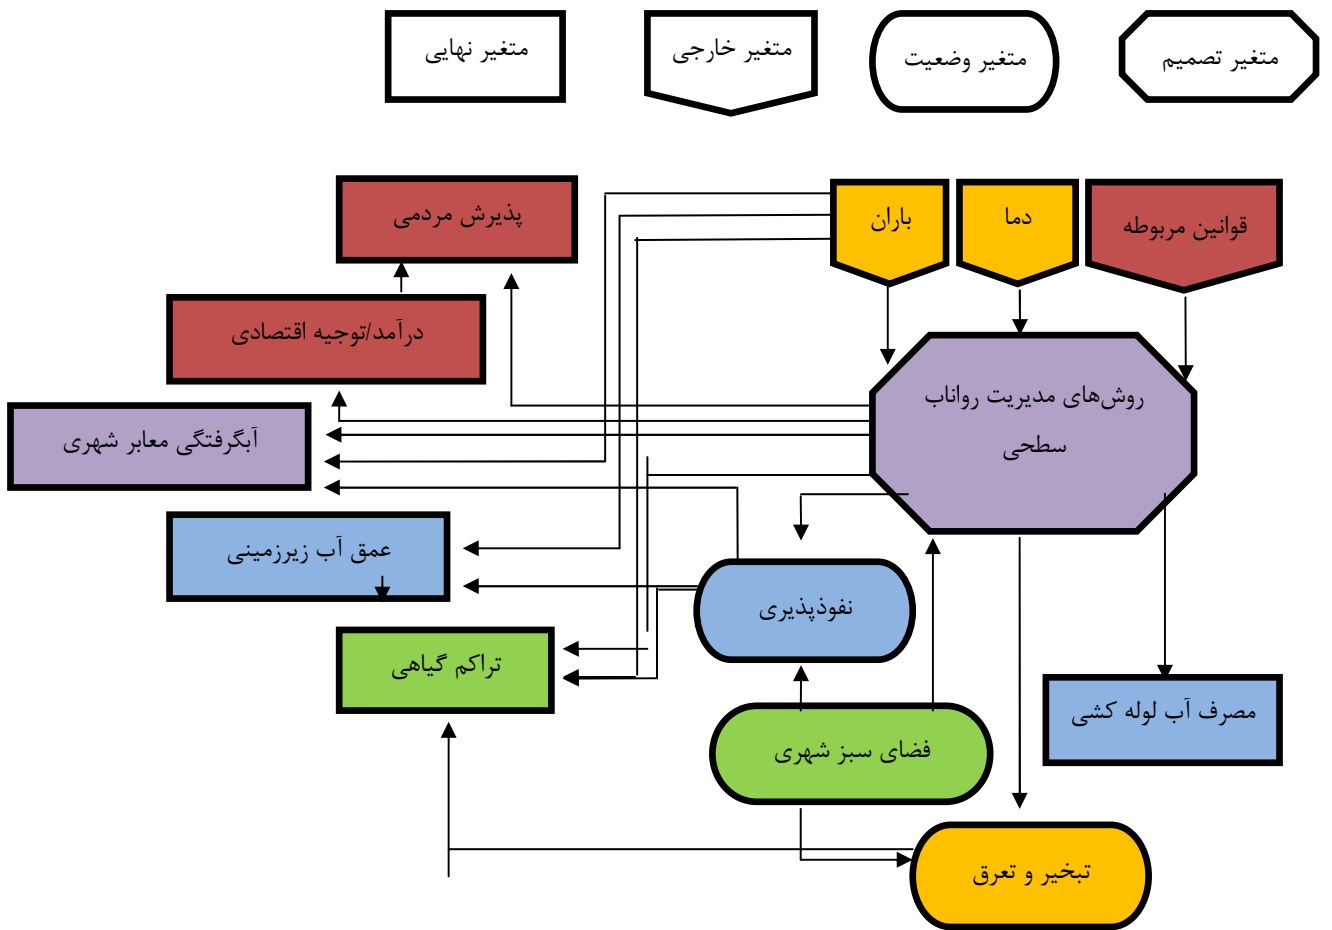 متغیر تصمیم
متغیر وضعیت
متغیر خارجی
متغیر نهایی
قوانین مربوطه
دما
باران
پذیرش مردمی
درآمد/توجیه اقتصادی
روش‌های مدیریت رواناب
سطحی
آبگرفتگی معابر شهری
عمق آب زیرزمینی
نفوذپذیری
تراکم گیاهی
مصرف آب لوله کشی
فضای سبز شهری
تبخیر و تعرق